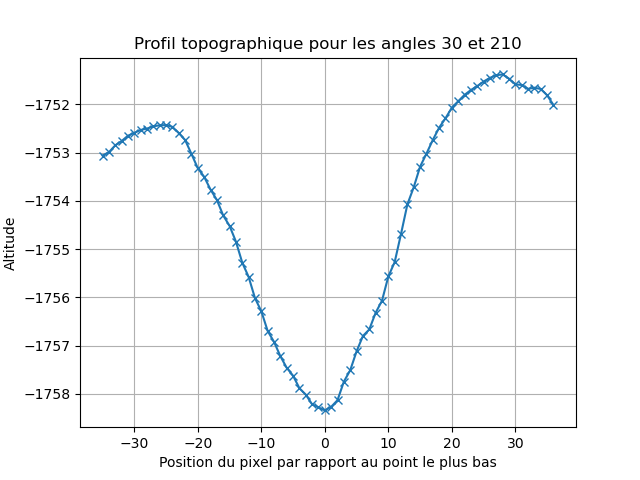 Profil topographique pour les angles 30 et 210
Altitude
−1752
−1753
−1754
−1755
−1756
−1757
−1758
−30 −20 −10 0 10 20 30
Position du pixel par rapport au point le plus bas